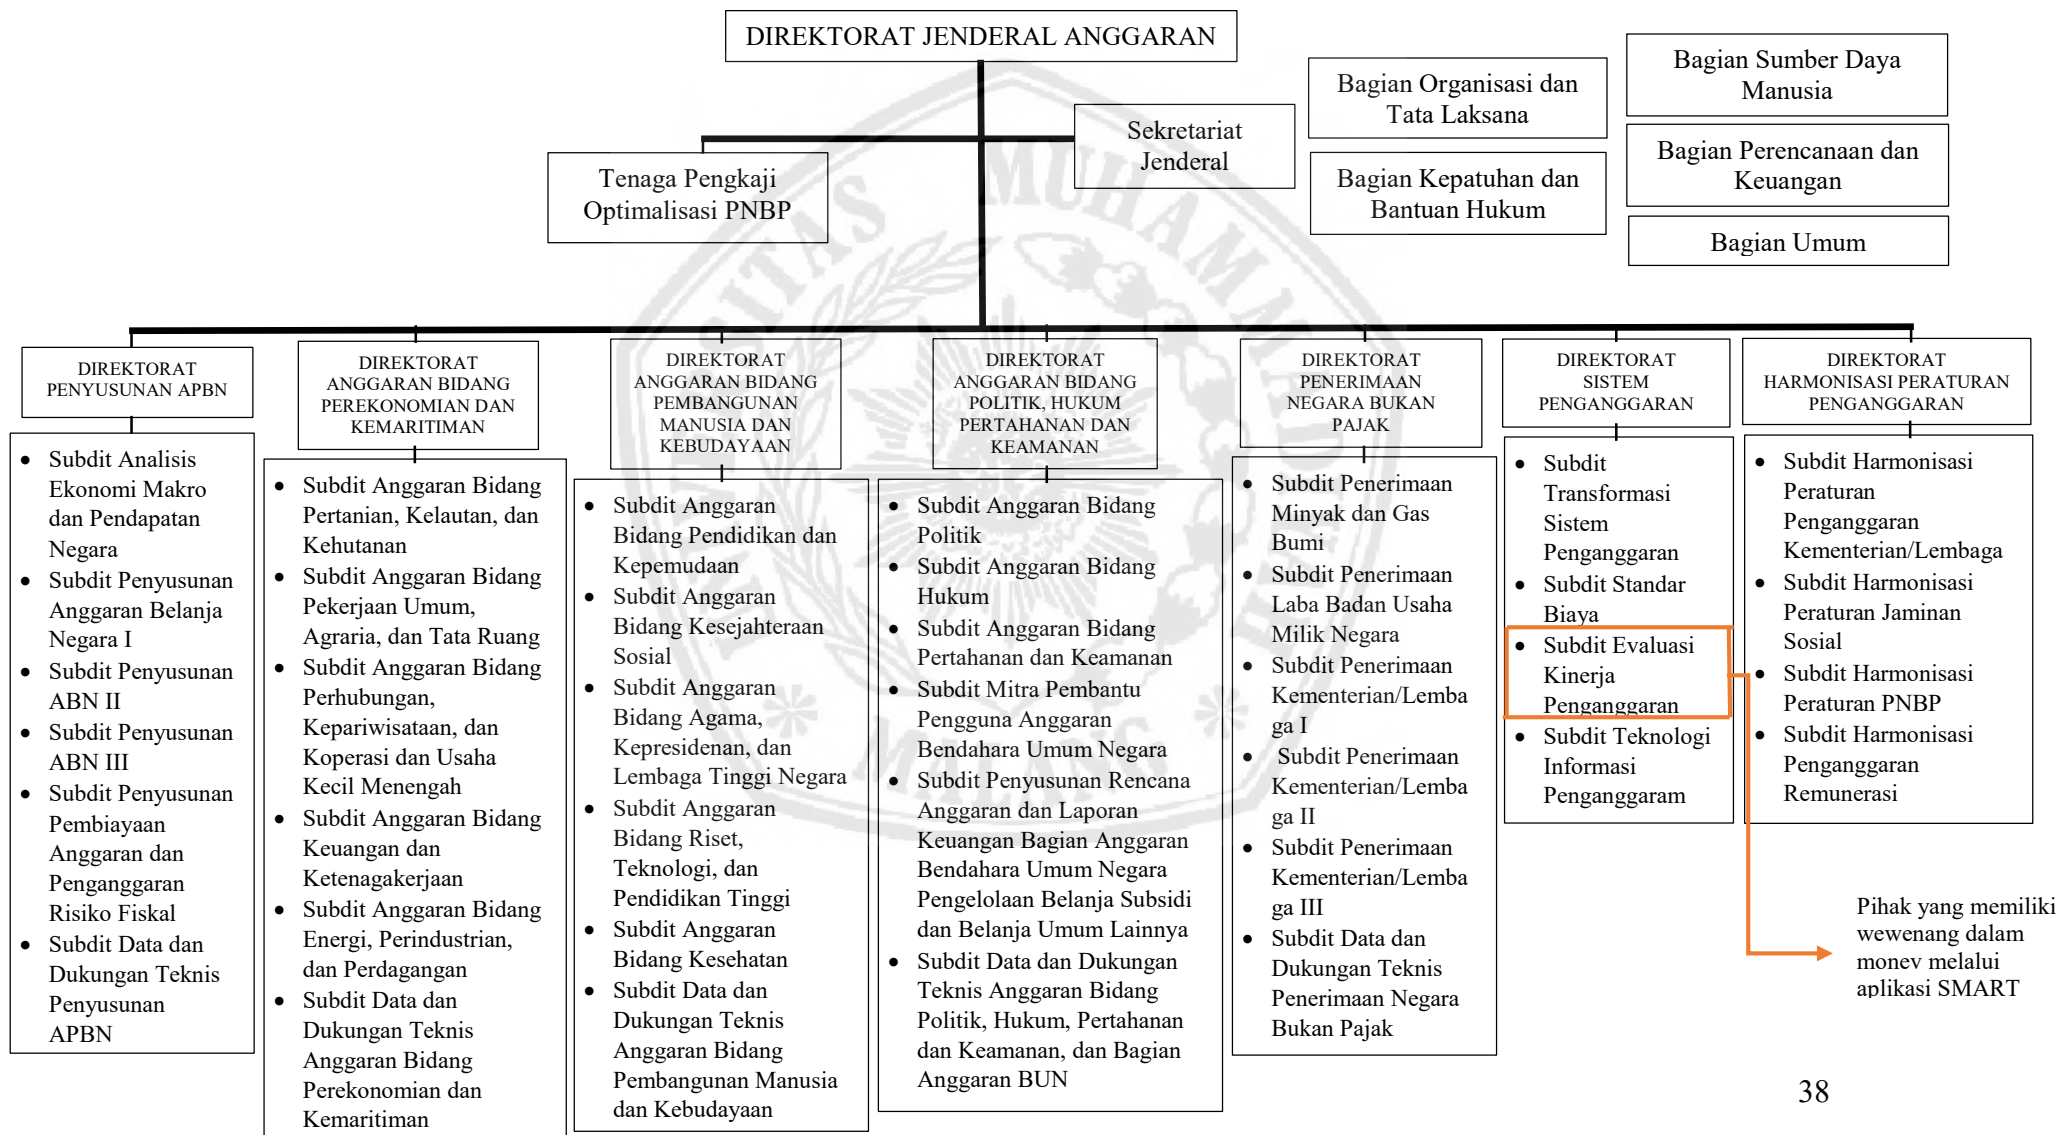 DIREKTORAT JENDERAL ANGGARAN
Tenaga Pengkaji
Optimalisasi PNBP
Sekretariat
Jenderal
Bagian Organisasi dan
Tata Laksana
Bagian Kepatuhan dan
Bantuan Hukum
Bagian Sumber Daya
Manusia
Bagian Perencanaan dan
Keuangan
Bagian Umum
DIREKTORAT
PENYUSUNAN APBN
• Subdit Analisis
Ekonomi Makro
dan Pendapatan
Negara
• Subdit Penyusunan
Anggaran Belanja
Negara I
• Subdit Penyusunan
ABN II
• Subdit Penyusunan
ABN III
• Subdit Penyusunan
Pembiayaan
Anggaran dan
Penganggaran
Risiko Fiskal
• Subdit Data dan
Dukungan Teknis
Penyusunan
APBN
DIREKTORAT
ANGGARAN BIDANG
PEREKONOMIAN DAN
KEMARITIMAN
• Subdit Anggaran Bidang
Pertanian, Kelautan, dan
Kehutanan
• Subdit Anggaran Bidang
Pekerjaan Umum,
Agraria, dan Tata Ruang
• Subdit Anggaran Bidang
Perhubungan,
Kepariwisataan, dan
Koperasi dan Usaha
Kecil Menengah
• Subdit Anggaran Bidang
Keuangan dan
Ketenagakerjaan
• Subdit Anggaran Bidang
Energi, Perindustrian,
dan Perdagangan
• Subdit Data dan
Dukungan Teknis
Anggaran Bidang
Perekonomian dan
Kemaritiman
DIREKTORAT
ANGGARAN BIDANG
PEMBANGUNAN
MANUSIA DAN
KEBUDAYAAN
• Subdit Anggaran
Bidang Pendidikan dan
Kepemudaan
• Subdit Anggaran
Bidang Kesejahteraan
Sosial
• Subdit Anggaran
Bidang Agama,
Kepresidenan, dan
Lembaga Tinggi Negara
• Subdit Anggaran
Bidang Riset,
Teknologi, dan
Pendidikan Tinggi
• Subdit Anggaran
Bidang Kesehatan
• Subdit Data dan
Dukungan Teknis
Anggaran Bidang
Pembangunan Manusia
dan Kebudayaan
DIREKTORAT
ANGGARAN BIDANG
POLITIK, HUKUM
PERTAHANAN DAN
KEAMANAN
• Subdit Anggaran Bidang
Politik
• Subdit Anggaran Bidang
Hukum
• Subdit Anggaran Bidang
Pertahanan dan Keamanan
• Subdit Mitra Pembantu
Pengguna Anggaran
Bendahara Umum Negara
• Subdit Penyusunan Rencana
Anggaran dan Laporan
Keuangan Bagian Anggaran
Bendahara Umum Negara
Pengelolaan Belanja Subsidi
dan Belanja Umum Lainnya
• Subdit Data dan Dukungan
Teknis Anggaran Bidang
Politik, Hukum, Pertahanan
dan Keamanan, dan Bagian
Anggaran BUN
DIREKTORAT
PENERIMAAN
NEGARA BUKAN
PAJAK
• Subdit Penerimaan
Minyak dan Gas
Bumi
• Subdit Penerimaan
Laba Badan Usaha
Milik Negara
• Subdit Penerimaan
Kementerian/Lemba
ga I
• Subdit Penerimaan
Kementerian/Lemba
ga II
• Subdit Penerimaan
Kementerian/Lemba
ga III
• Subdit Data dan
Dukungan Teknis
Penerimaan Negara
Bukan Pajak
DIREKTORAT
SISTEM
PENGANGGARAN
• Subdit
Transformasi
Sistem
Penganggaran
• Subdit Standar
Biaya
• Subdit Evaluasi
Kinerja
Penganggaran
• Subdit Teknologi
Informasi
Penganggaram
DIREKTORAT
HARMONISASI PERATURAN
PENGANGGARAN
• Subdit Harmonisasi
Peraturan
Penganggaran
Kementerian/Lembaga
• Subdit Harmonisasi
Peraturan Jaminan
Sosial
• Subdit Harmonisasi
Peraturan PNBP
• Subdit Harmonisasi
Penganggaran
Remunerasi
Pihak yang memiliki
wewenang dalam
monev melalui
aplikasi SMART
38
UNIVERSITAS MUHAMMADIYAH
MALANG